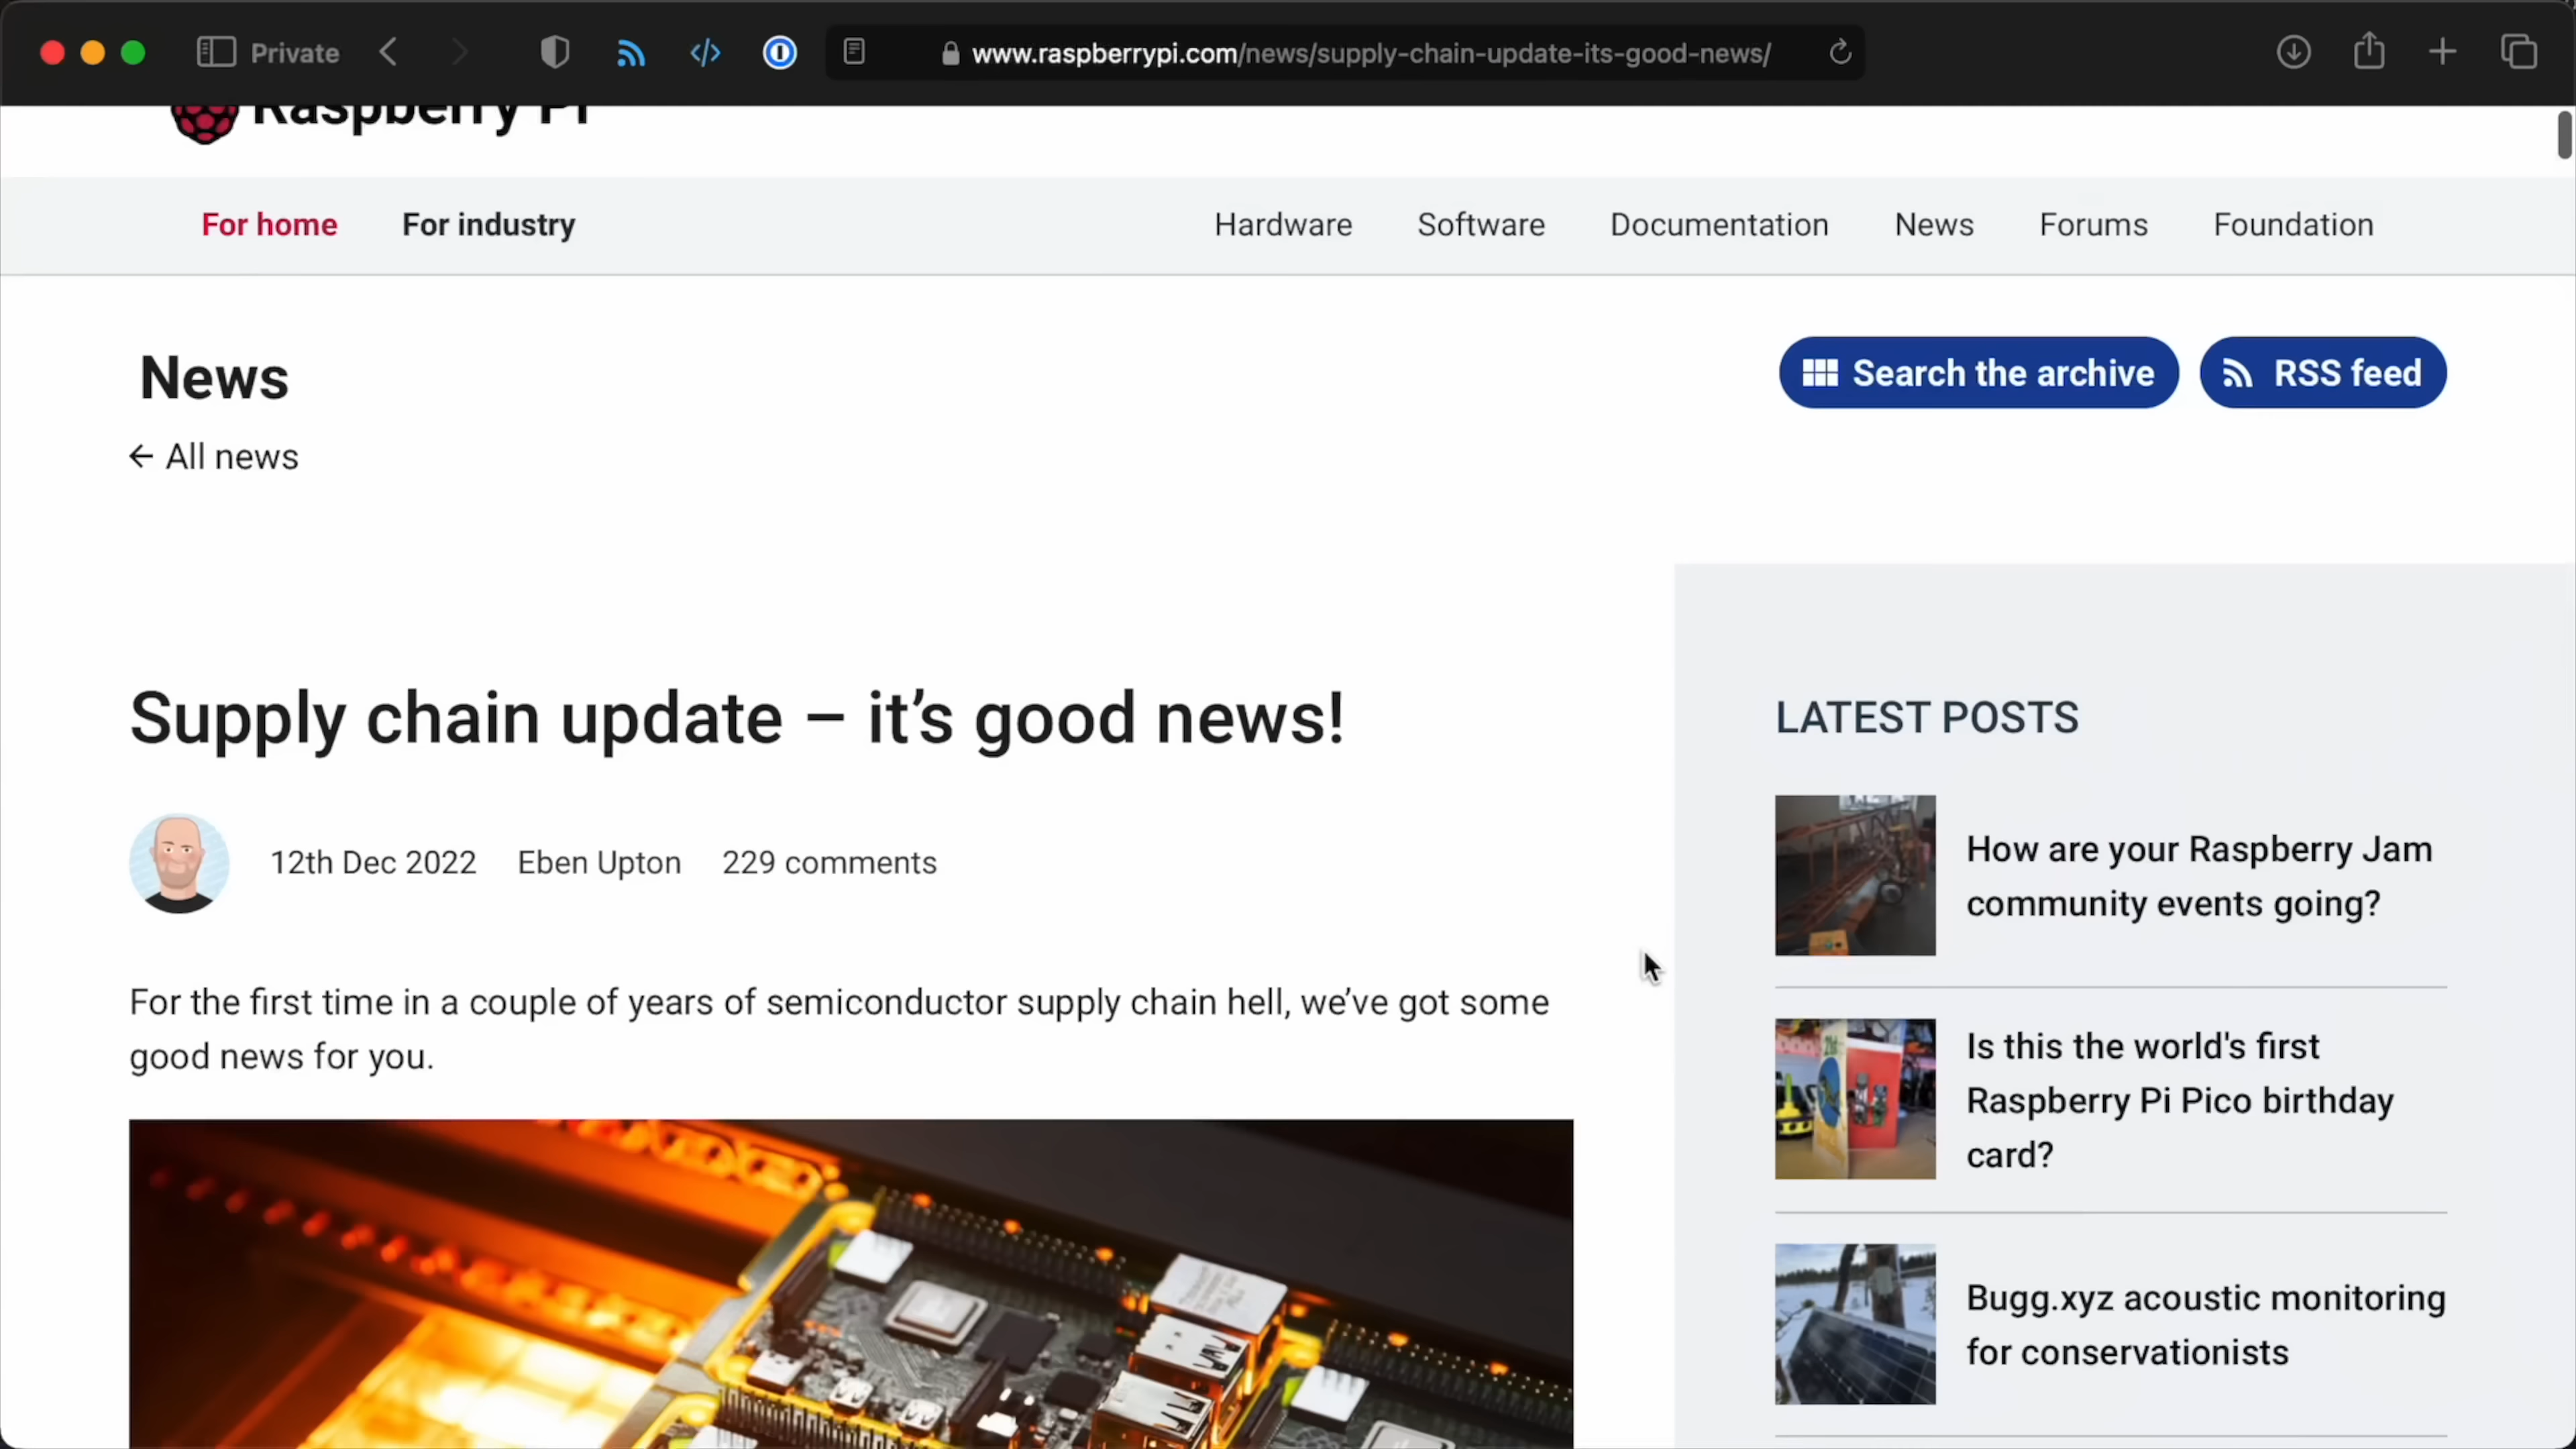 Private
www.raspberrypi.com/news/supply-chain-update-its-good-news/
Raspberry Pi
For home
For industry
Hardware
Software
Documentation
News
Forums
Foundation
News
Search the archive
RSS feed
← All news
Supply chain update – it’s good news!
12th Dec 2022
Eben Upton
229 comments
For the first time in a couple of years of semiconductor supply chain hell, we’ve got some
good news for you.
LATEST POSTS
How are your Raspberry Jam
community events going?
Is this the world's first
Raspberry Pi Pico birthday
card?
Bugg.xyz acoustic monitoring
for conservationists